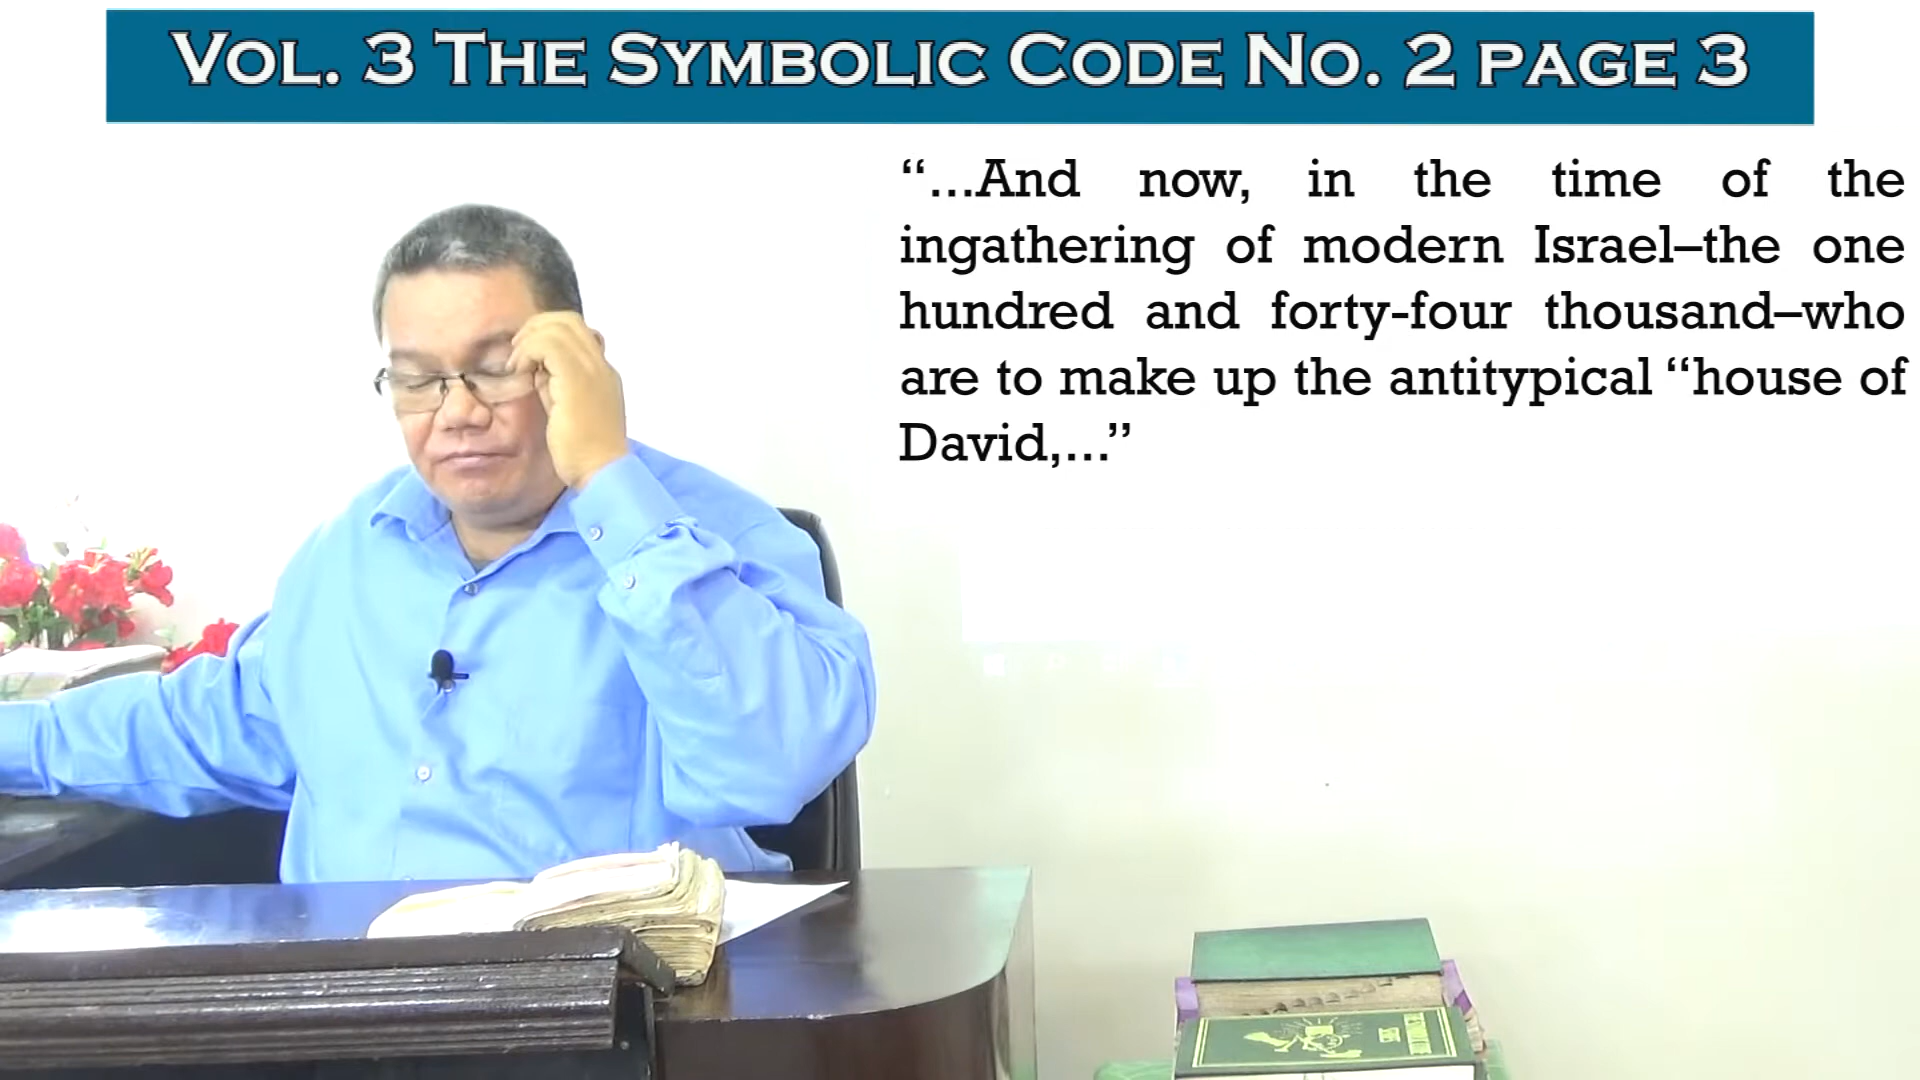 Vol. 3 The Symbolic Code No. 2 page 3
“...And now, in the time of the
ingathering of modern Israel–the one
hundred and forty-four thousand–who
are to make up the antitypical “house of
David,...”